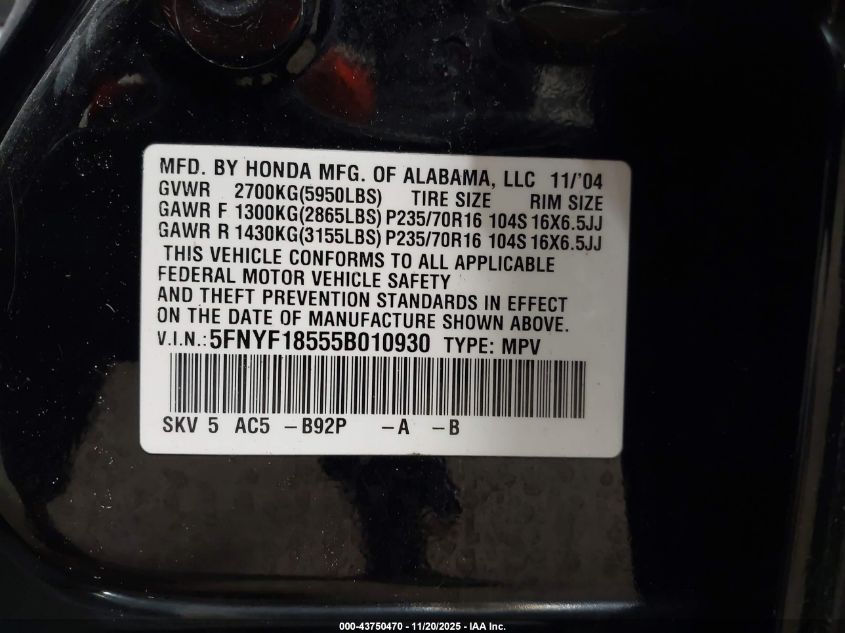 MFD. BY HONDA MFG. OF ALABAMA, LLC 11/'04
GVWR 2700KG(5950LBS) TIRE SIZE RIM SIZE
GAWR F 1300KG(2865LBS) P235/70R16 104S 16X6.5JJ
GAWR R 1430KG(3155LBS) P235/70R16 104S 16X6.5JJ
THIS VEHICLE CONFORMS TO ALL APPLICABLE
FEDERAL MOTOR VEHICLE SAFETY
AND THEFT PREVENTION STANDARDS IN EFFECT
ON THE DATE OF MANUFACTURE SHOWN ABOVE.
V.I.N.:5FNYF18555B010930 TYPE: MPV
SKV 5 AC5 -B92P -A -B
000-43750470 - 11/20/2025 - IAA Inc.